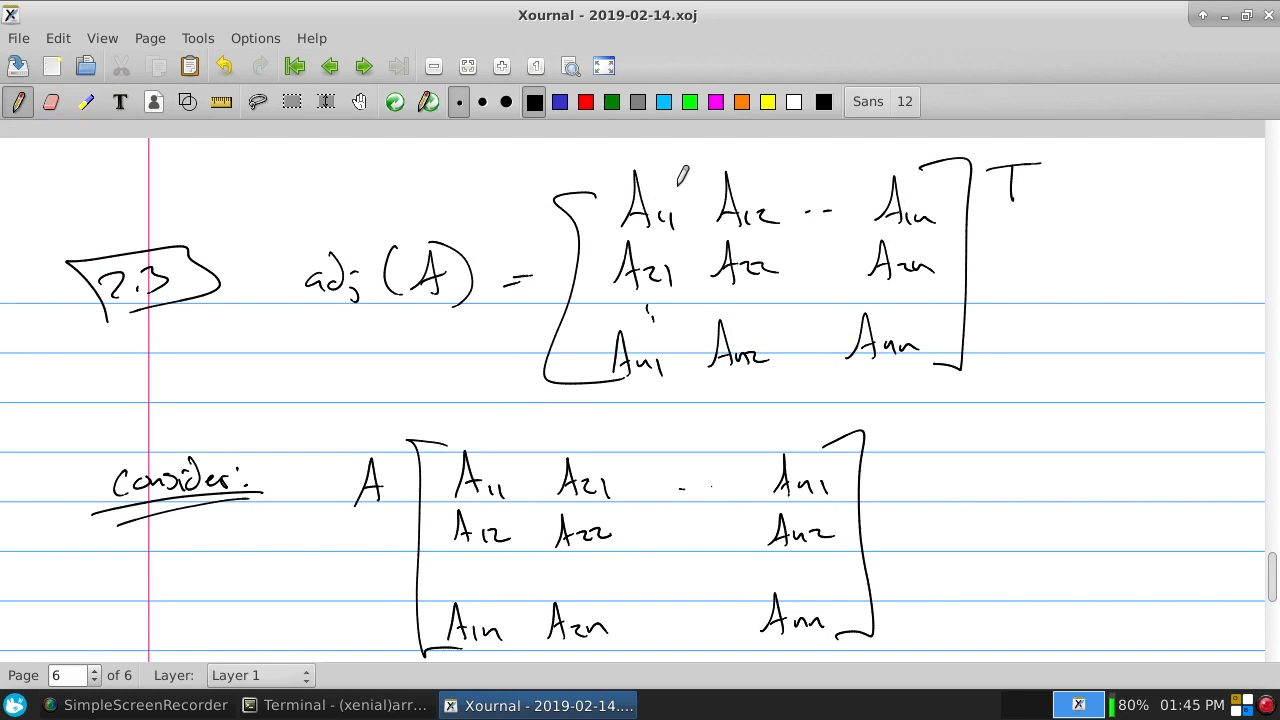 Xournal - 2019-02-14.xoj
File Edit View Page Tools Options Help
Sans 12
A11 A12 -- A1n T
2.3 adj (A) = A21 A22 A2n
An1 An2 Ann
consider: A A11 A21 .. An1
A12 A22 An2
A1n A2n Ann
Page 6 of 6 Layer: Layer 1
SimpleScreenRecorder Terminal - (xenial)arr... Xournal - 2019-02-14.... 80% 01:45 PM